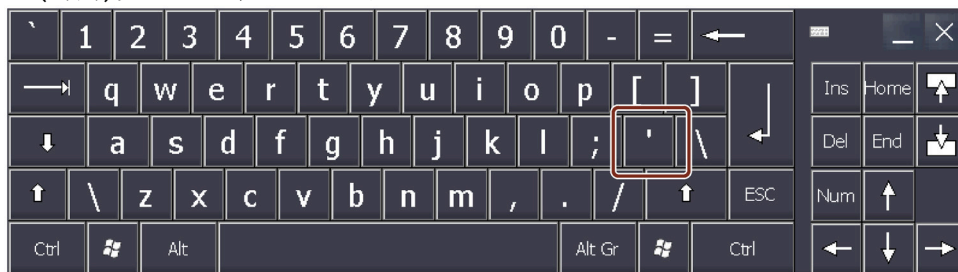 ` 1 2 3 4 5 6 7 8 9 0 - =
q w e r t y u i o p [ ] Ins Home
a s d f g h j k l ; ' \ Del End
\ z x c v b n m , . / ESC Num
Ctrl Alt Alt Gr Ctrl